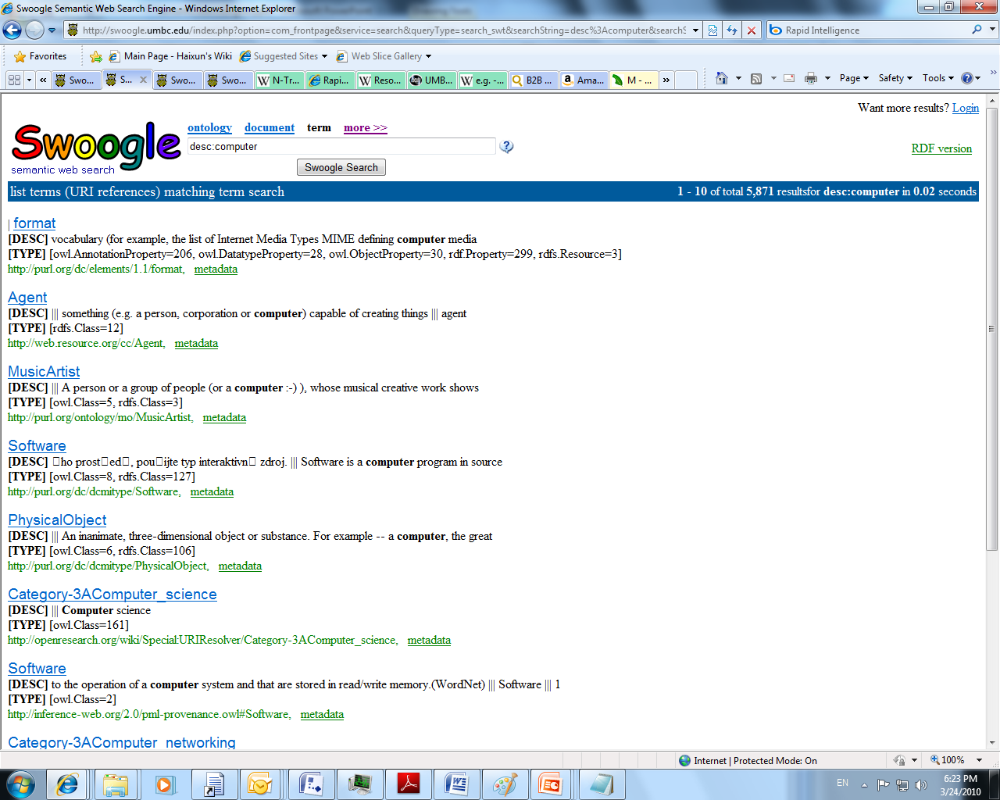 Swoogle Semantic Web Search Engine - Windows Internet Explorer
http://swoogle.umbc.edu/index.php?option=com_frontpage&service=search&queryType=search_swt&searchString=desc%3Acomputer&searchS
Rapid Intelligence
Favorites Main Page - Haixun's Wiki Suggested Sites Web Slice Gallery
Swo... S... Swo... Swo... N-Tr... Rapi... Reso... UMB... e.g. -... B2B ... Ama... M - ... Page Safety Tools
Want more results? Login
ontology document term more >>
Swoogle
semantic web search
desc:computer
RDF version
Swoogle Search
list terms (URI references) matching term search 1 - 10 of total 5,871 resultsfor desc:computer in 0.02 seconds
| format
[DESC] vocabulary (for example, the list of Internet Media Types MIME defining computer media
[TYPE] [owl.AnnotationProperty=206, owl.DatatypeProperty=28, owl.ObjectProperty=30, rdf.Property=299, rdfs.Resource=3]
http://purl.org/dc/elements/1.1/format, metadata
Agent
[DESC] ||| something (e.g. a person, corporation or computer) capable of creating things ||| agent
[TYPE] [rdfs.Class=12]
http://web.resource.org/cc/Agent, metadata
MusicArtist
[DESC] ||| A person or a group of people (or a computer :-) ), whose musical creative work shows
[TYPE] [owl.Class=5, rdfs.Class=3]
http://purl.org/ontology/mo/MusicArtist, metadata
Software
[DESC] □ho prost□ed□, pou□ijte typ interaktivn□ zdroj. ||| Software is a computer program in source
[TYPE] [owl.Class=8, rdfs.Class=127]
http://purl.org/dc/dcmitype/Software, metadata
PhysicalObject
[DESC] ||| An inanimate, three-dimensional object or substance. For example -- a computer, the great
[TYPE] [owl.Class=6, rdfs.Class=106]
http://purl.org/dc/dcmitype/PhysicalObject, metadata
Category-3AComputer_science
[DESC] ||| Computer science
[TYPE] [owl.Class=161]
http://openresearch.org/wiki/Special:URIResolver/Category-3AComputer_science, metadata
Software
[DESC] to the operation of a computer system and that are stored in read/write memory.(WordNet) ||| Software ||| 1
[TYPE] [owl.Class=2]
http://inference-web.org/2.0/pml-provenance.owl#Software, metadata
Category-3AComputer_networking
Internet | Protected Mode: On 100%
EN 6:23 PM
3/24/2010